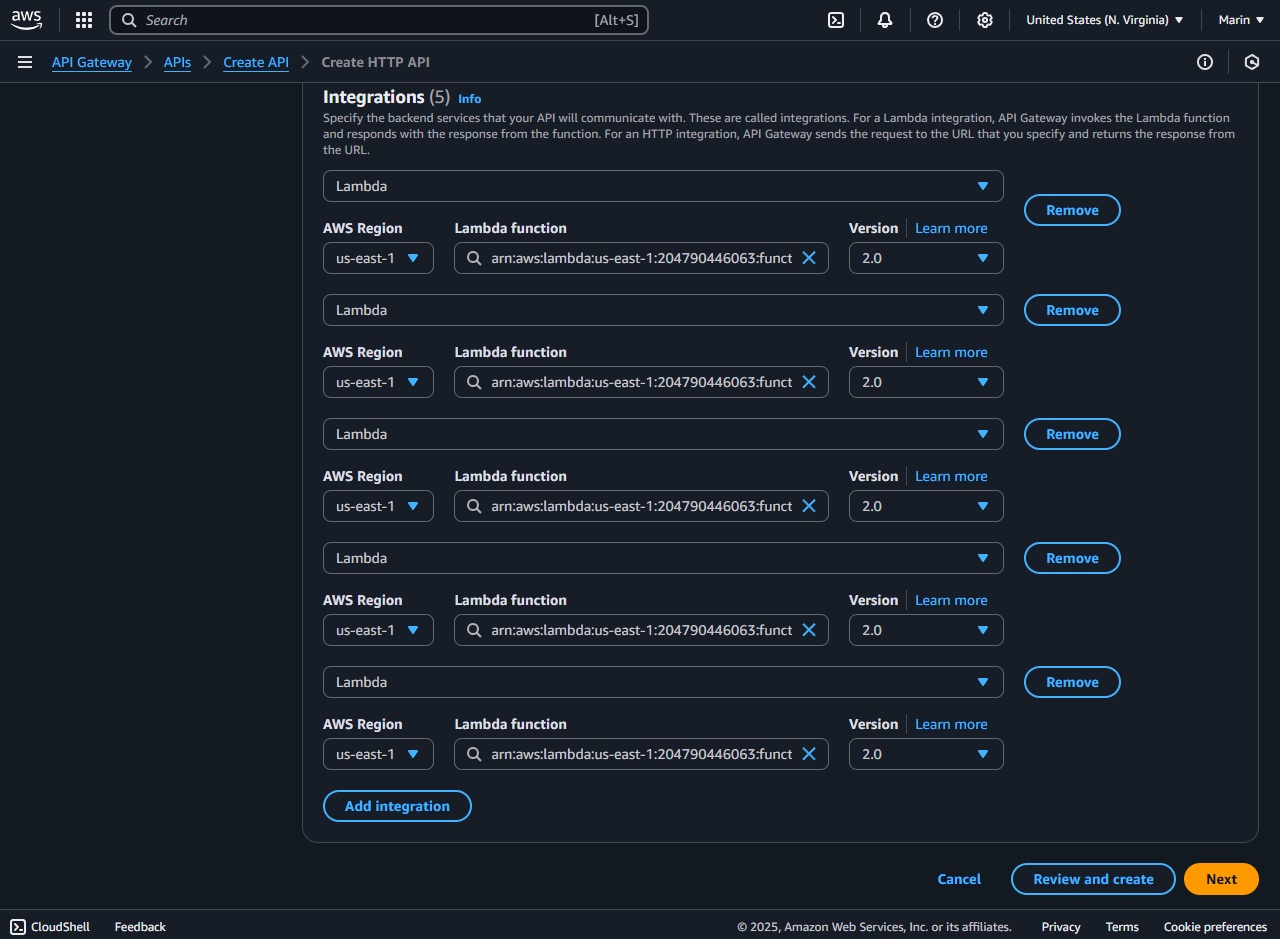 aws Search [Alt+S] United States (N. Virginia) Marin
API Gateway APIs Create API Create HTTP API
Integrations (5) Info
Specify the backend services that your API will communicate with. These are called integrations. For a Lambda integration, API Gateway invokes the Lambda function
and responds with the response from the function. For an HTTP integration, API Gateway sends the request to the URL that you specify and returns the response from
the URL.
Lambda
Remove
AWS Region Lambda function Version Learn more
us-east-1 arn:aws:lambda:us-east-1:204790446063:funct 2.0
Lambda Remove
AWS Region Lambda function Version Learn more
us-east-1 arn:aws:lambda:us-east-1:204790446063:funct 2.0
Lambda Remove
AWS Region Lambda function Version Learn more
us-east-1 arn:aws:lambda:us-east-1:204790446063:funct 2.0
Lambda Remove
AWS Region Lambda function Version Learn more
us-east-1 arn:aws:lambda:us-east-1:204790446063:funct 2.0
Lambda Remove
AWS Region Lambda function Version Learn more
us-east-1 arn:aws:lambda:us-east-1:204790446063:funct 2.0
Add integration
Cancel Review and create Next
CloudShell Feedback © 2025, Amazon Web Services, Inc. or its affiliates. Privacy Terms Cookie preferences